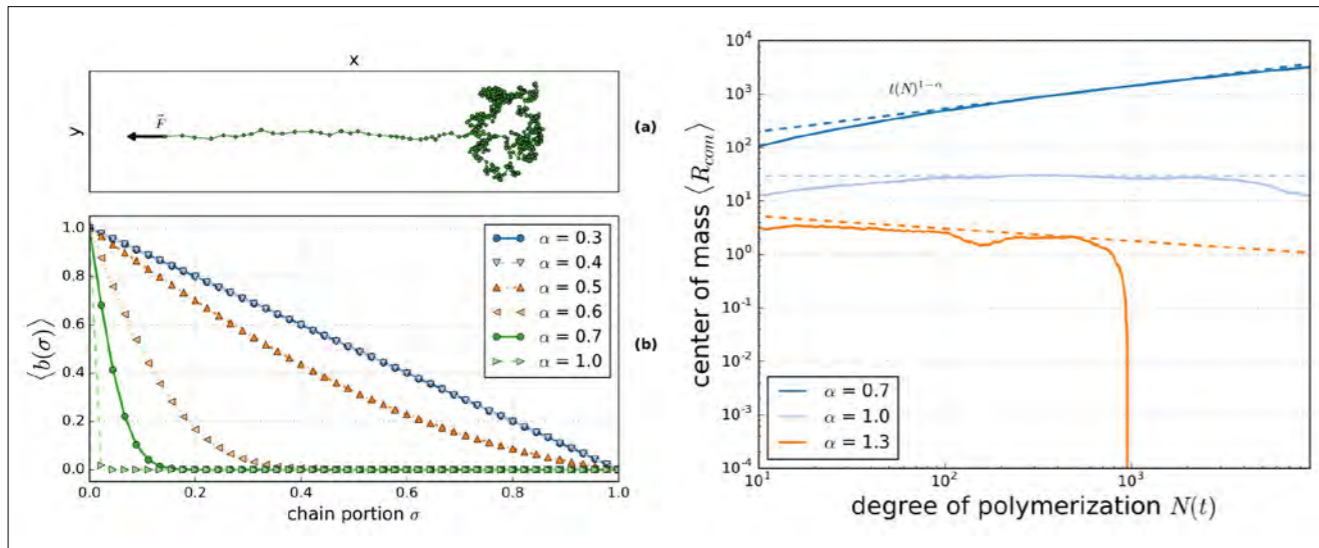 x
y
F⃗
(a)
1.0
0.8
0.6
0.4
0.2
0.0
⟨b(σ)⟩
α = 0.3
α = 0.4
α = 0.5
α = 0.6
α = 0.7
α = 1.0
(b)
0.0 0.2 0.4 0.6 0.8 1.0
chain portion σ
10⁴
10³
10²
10¹
10⁰
10⁻¹
10⁻²
10⁻³
10⁻⁴
center of mass ⟨R_com⟩
t(N)^{1−α}
α = 0.7
α = 1.0
α = 1.3
10¹ 10² 10³
degree of polymerization N(t)